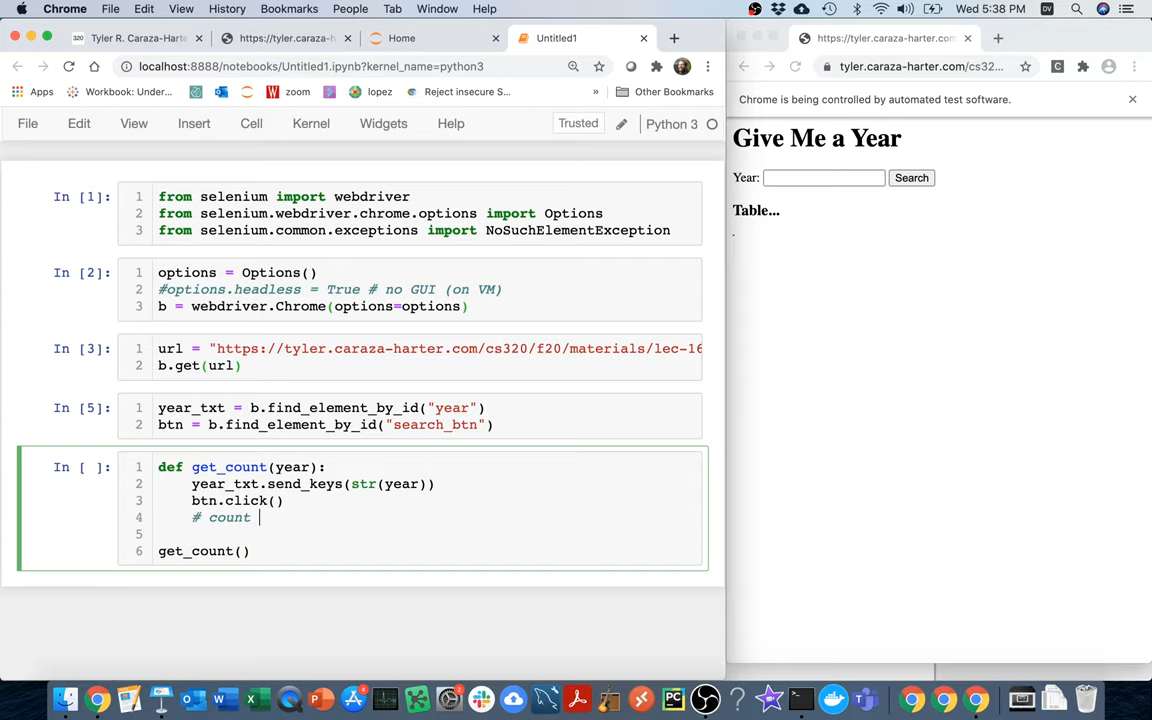 Chrome File Edit View History Bookmarks People Tab Window Help Wed 5:38 PM DV
320 Tyler R. Caraza-Harte https://tyler.caraza-h Home Untitled1
localhost:8888/notebooks/Untitled1.ipynb?kernel_name=python3
Apps Workbook: Under... zoom lopez Reject insecure S... » Other Bookmarks
File Edit View Insert Cell Kernel Widgets Help Trusted Python 3
In [1]:
1 from selenium import webdriver
2 from selenium.webdriver.chrome.options import Options
3 from selenium.common.exceptions import NoSuchElementException
In [2]:
1 options = Options()
2 #options.headless = True # no GUI (on VM)
3 b = webdriver.Chrome(options=options)
In [3]:
1 url = "https://tyler.caraza-harter.com/cs320/f20/materials/lec-16
2 b.get(url)
In [5]:
1 year_txt = b.find_element_by_id("year")
2 btn = b.find_element_by_id("search_btn")
In [ ]:
1 def get_count(year):
2 year_txt.send_keys(str(year))
3 btn.click()
4 # count
5
6 get_count()
https://tyler.caraza-harter.com
tyler.caraza-harter.com/cs32...
Chrome is being controlled by automated test software.
Give Me a Year
Year: Search
Table...
.